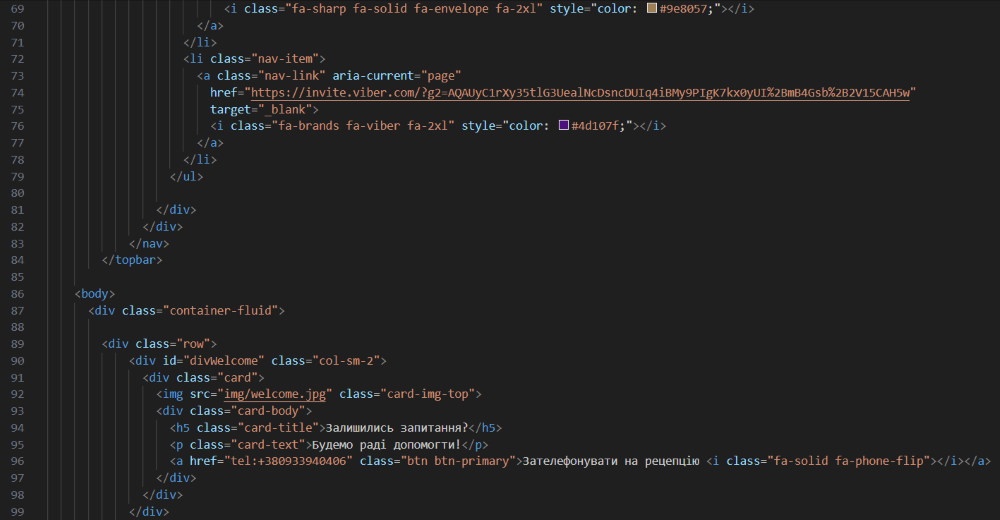 69 <i class="fa-sharp fa-solid fa-envelope fa-2xl" style="color: #9e8057;"></i>
70 </a>
71 </li>
72 <li class="nav-item">
73 <a class="nav-link" aria-current="page"
74 href="https://invite.viber.com/?g2=AQAUyC1rXy35tlG3UealNcDsncDUIq4iBMy9PIgK7kx0yUI%2BmB4Gsb%2B2V15CAH5w"
75 target="_blank">
76 <i class="fa-brands fa-viber fa-2xl" style="color: #4d107f;"></i>
77 </a>
78 </li>
79 </ul>
80
81 </div>
82 </div>
83 </nav>
84 </topbar>
85
86 <body>
87 <div class="container-fluid">
88
89 <div class="row">
90 <div id="divWelcome" class="col-sm-2">
91 <div class="card">
92 <img src="img/welcome.jpg" class="card-img-top">
93 <div class="card-body">
94 <h5 class="card-title">Залишились запитання?</h5>
95 <p class="card-text">Будемо раді допомогти!</p>
96 <a href="tel:+380933940406" class="btn btn-primary">Зателефонувати на рецепцію <i class="fa-solid fa-phone-flip"></i></a>
97 </div>
98 </div>
99 </div>